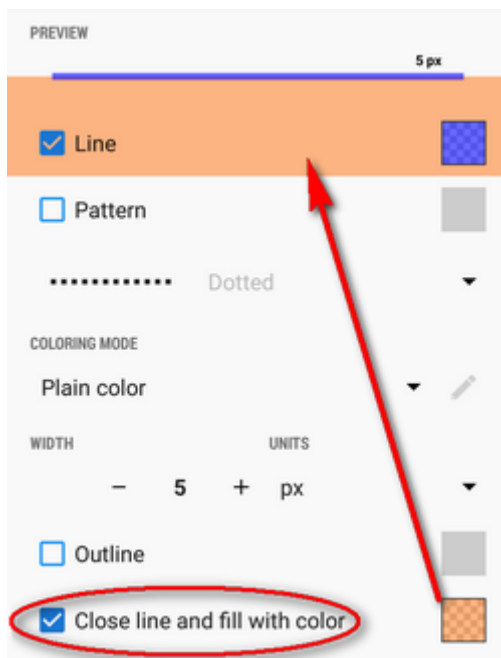 PREVIEW
5 px
Line
Pattern
Dotted
COLORING MODE
Plain color
WIDTH UNITS
− 5 + px
Outline
Close line and fill with color